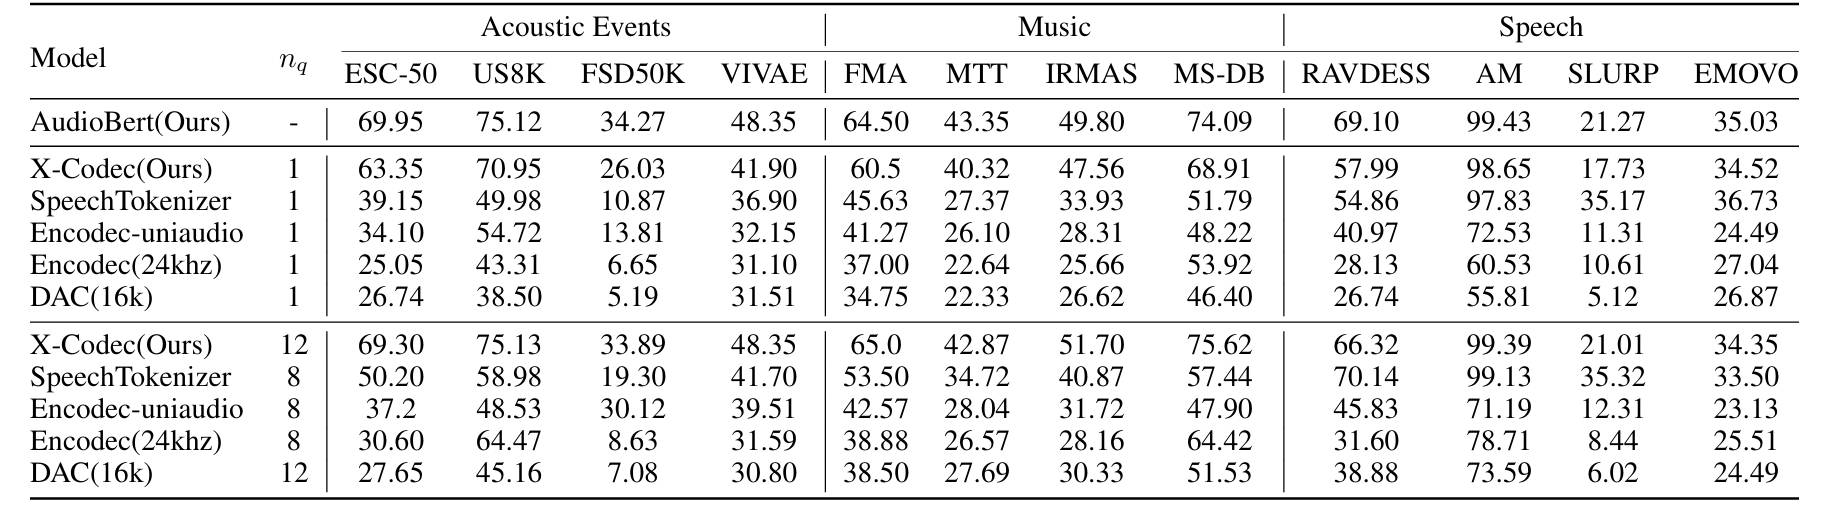 Acoustic Events Music Speech
Model n_q ESC-50 US8K FSD50K VIVAE FMA MTT IRMAS MS-DB RAVDESS AM SLURP EMOVO
AudioBert(Ours) - 69.95 75.12 34.27 48.35 64.50 43.35 49.80 74.09 69.10 99.43 21.27 35.03
X-Codec(Ours) 1 63.35 70.95 26.03 41.90 60.5 40.32 47.56 68.91 57.99 98.65 17.73 34.52
SpeechTokenizer 1 39.15 49.98 10.87 36.90 45.63 27.37 33.93 51.79 54.86 97.83 35.17 36.73
Encodec-uniaudio 1 34.10 54.72 13.81 32.15 41.27 26.10 28.31 48.22 40.97 72.53 11.31 24.49
Encodec(24khz) 1 25.05 43.31 6.65 31.10 37.00 22.64 25.66 53.92 28.13 60.53 10.61 27.04
DAC(16k) 1 26.74 38.50 5.19 31.51 34.75 22.33 26.62 46.40 26.74 55.81 5.12 26.87
X-Codec(Ours) 12 69.30 75.13 33.89 48.35 65.0 42.87 51.70 75.62 66.32 99.39 21.01 34.35
SpeechTokenizer 8 50.20 58.98 19.30 41.70 53.50 34.72 40.87 57.44 70.14 99.13 35.32 33.50
Encodec-uniaudio 8 37.2 48.53 30.12 39.51 42.57 28.04 31.72 47.90 45.83 71.19 12.31 23.13
Encodec(24khz) 8 30.60 64.47 8.63 31.59 38.88 26.57 28.16 64.42 31.60 78.71 8.44 25.51
DAC(16k) 12 27.65 45.16 7.08 30.80 38.50 27.69 30.33 51.53 38.88 73.59 6.02 24.49